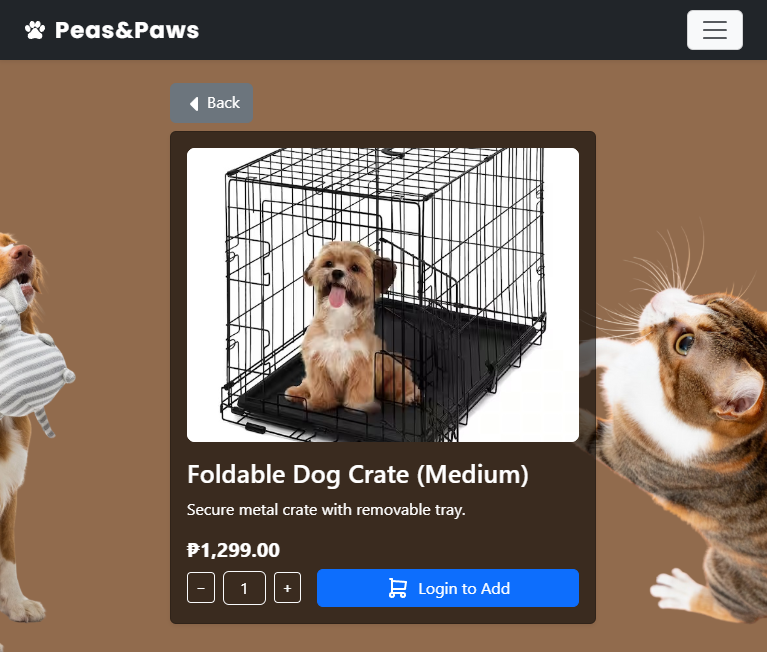 Peas&Paws
Back
Foldable Dog Crate (Medium)
Secure metal crate with removable tray.
₱1,299.00
− 1 + Login to Add